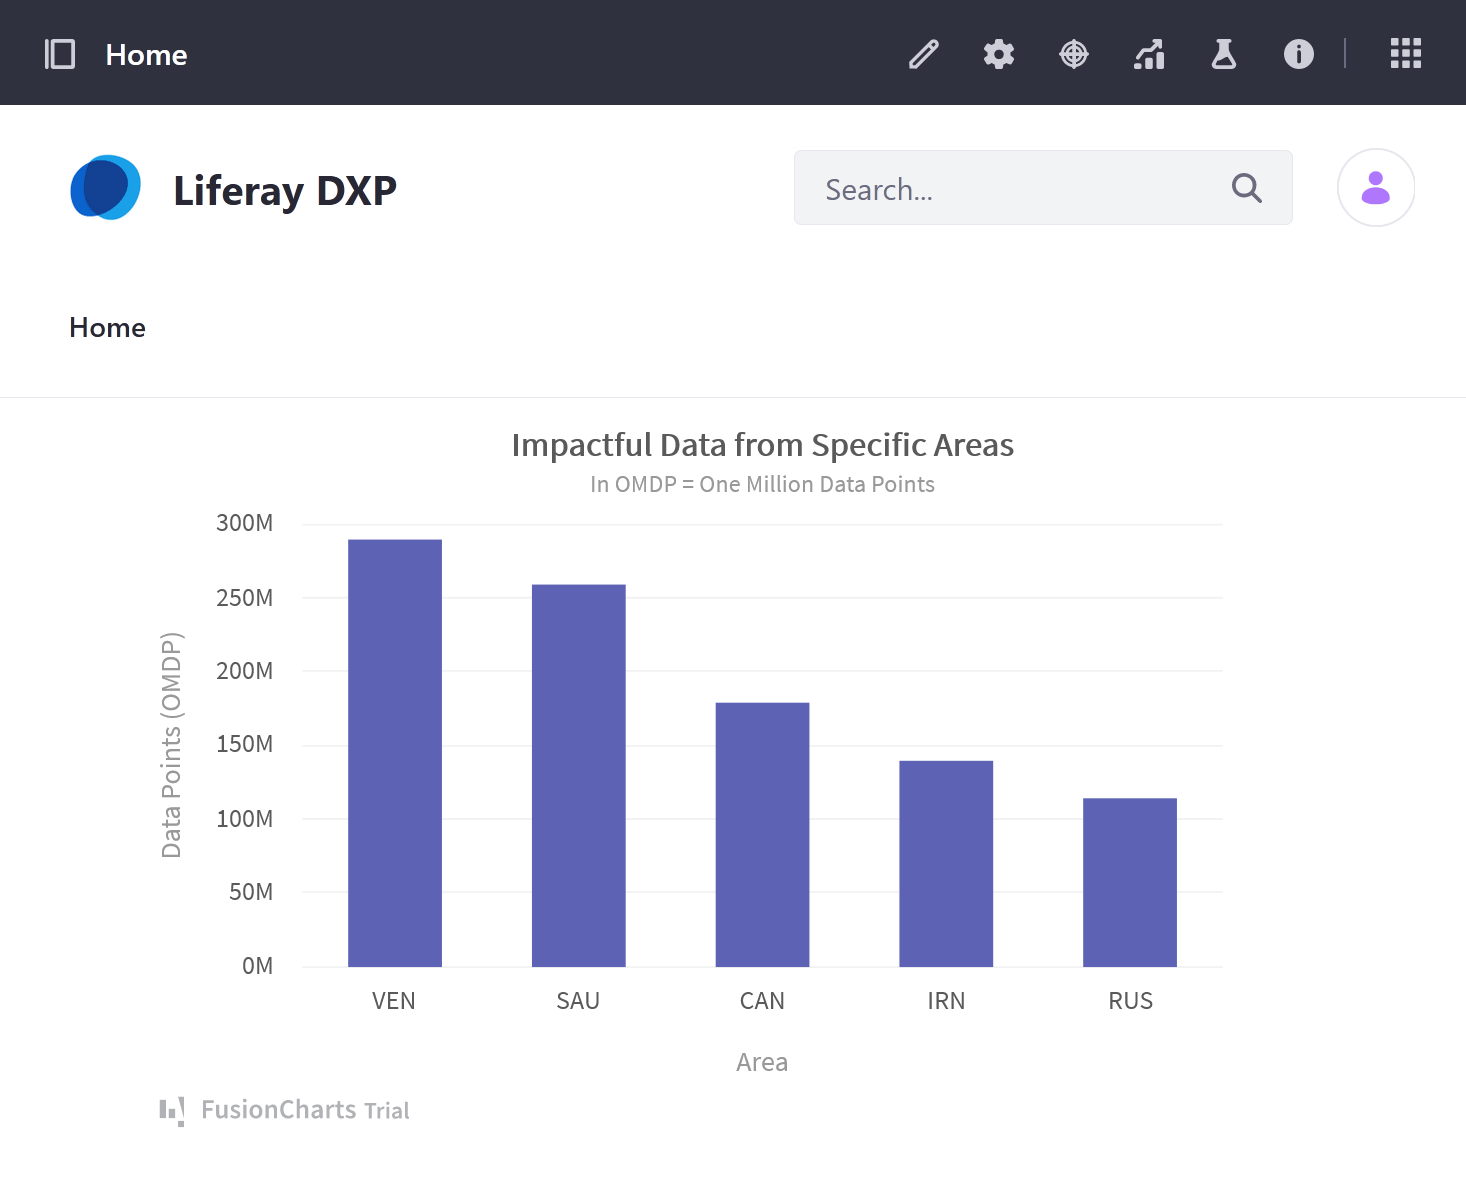 Home
Liferay DXP
Search...
Home
Impactful Data from Specific Areas
In OMDP = One Million Data Points
300M
250M
200M
150M
100M
50M
0M
Data Points (OMDP)
VEN SAU CAN IRN RUS
Area
FusionCharts Trial